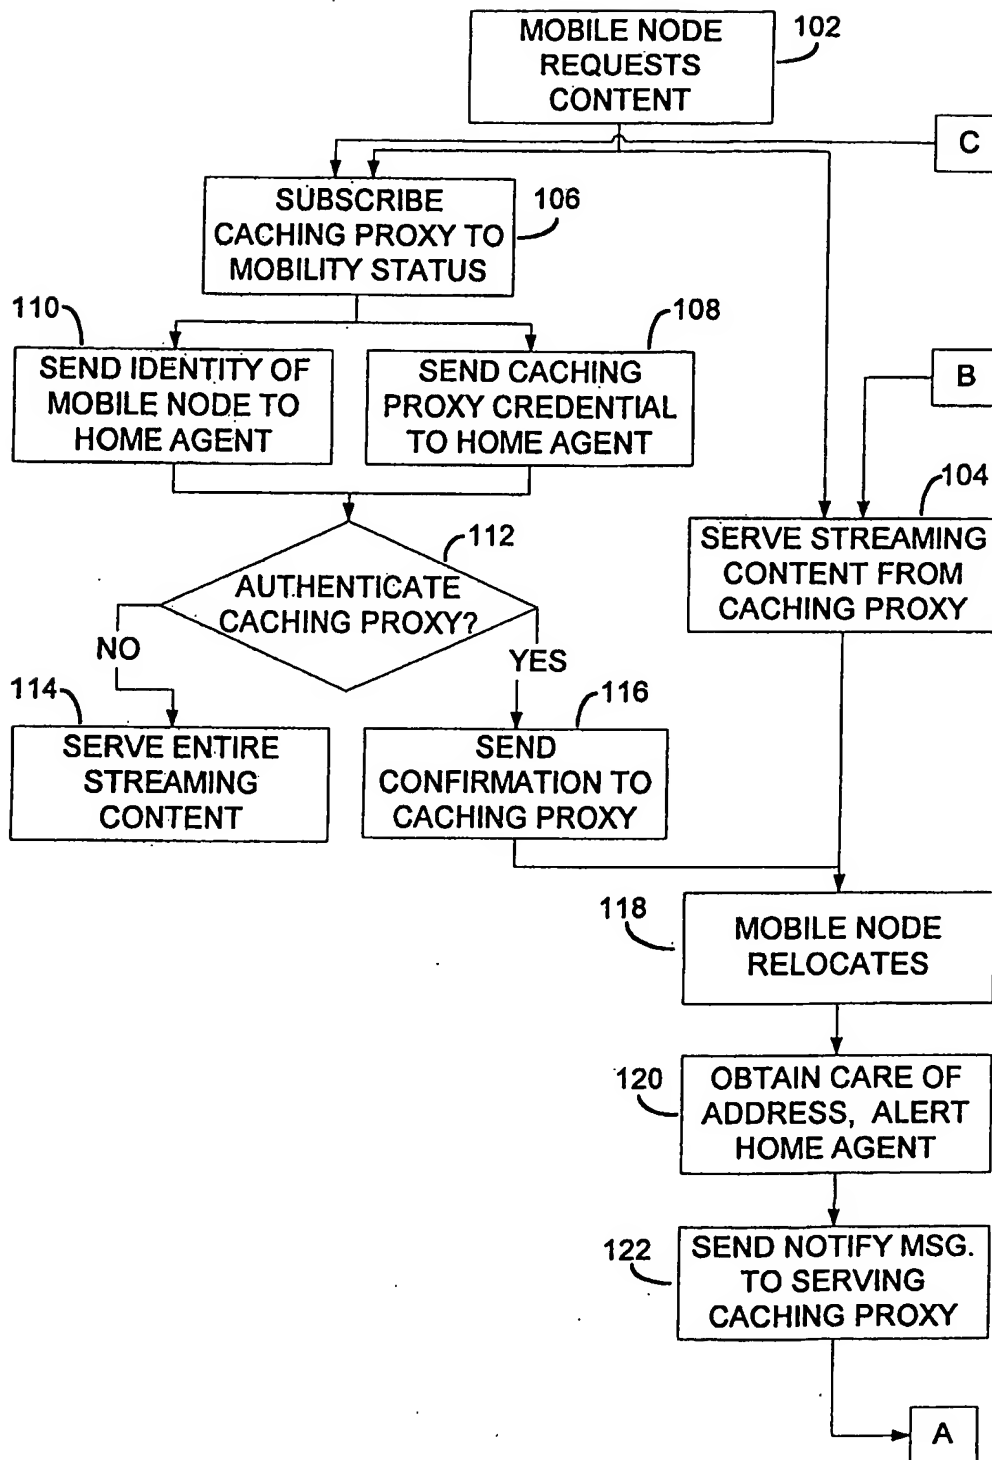 MOBILE NODE
REQUESTS
CONTENT
102
C
SUBSCRIBE
CACHING PROXY TO
MOBILITY STATUS
106
110
SEND IDENTITY OF
MOBILE NODE TO
HOME AGENT
108
SEND CACHING
PROXY CREDENTIAL
TO HOME AGENT
B
104
SERVE STREAMING
CONTENT FROM
CACHING PROXY
112
AUTHENTICATE
CACHING PROXY?
NO
YES
114
SERVE ENTIRE
STREAMING
CONTENT
116
SEND
CONFIRMATION TO
CACHING PROXY
118
MOBILE NODE
RELOCATES
120
OBTAIN CARE OF
ADDRESS, ALERT
HOME AGENT
122
SEND NOTIFY MSG.
TO SERVING
CACHING PROXY
A